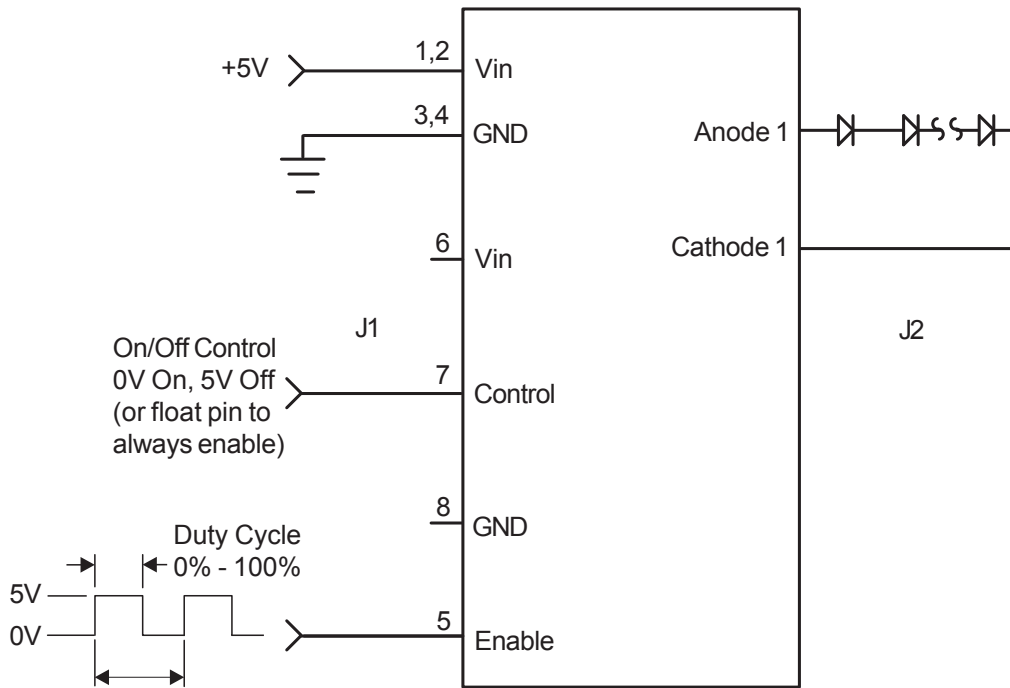 +5V
1,2
Vin
3,4
GND
Anode 1
6
Vin
Cathode 1
J1
J2
On/Off Control
0V On, 5V Off
(or float pin to
always enable)
7
Control
8
GND
Duty Cycle
0% - 100%
5V
0V
5
Enable